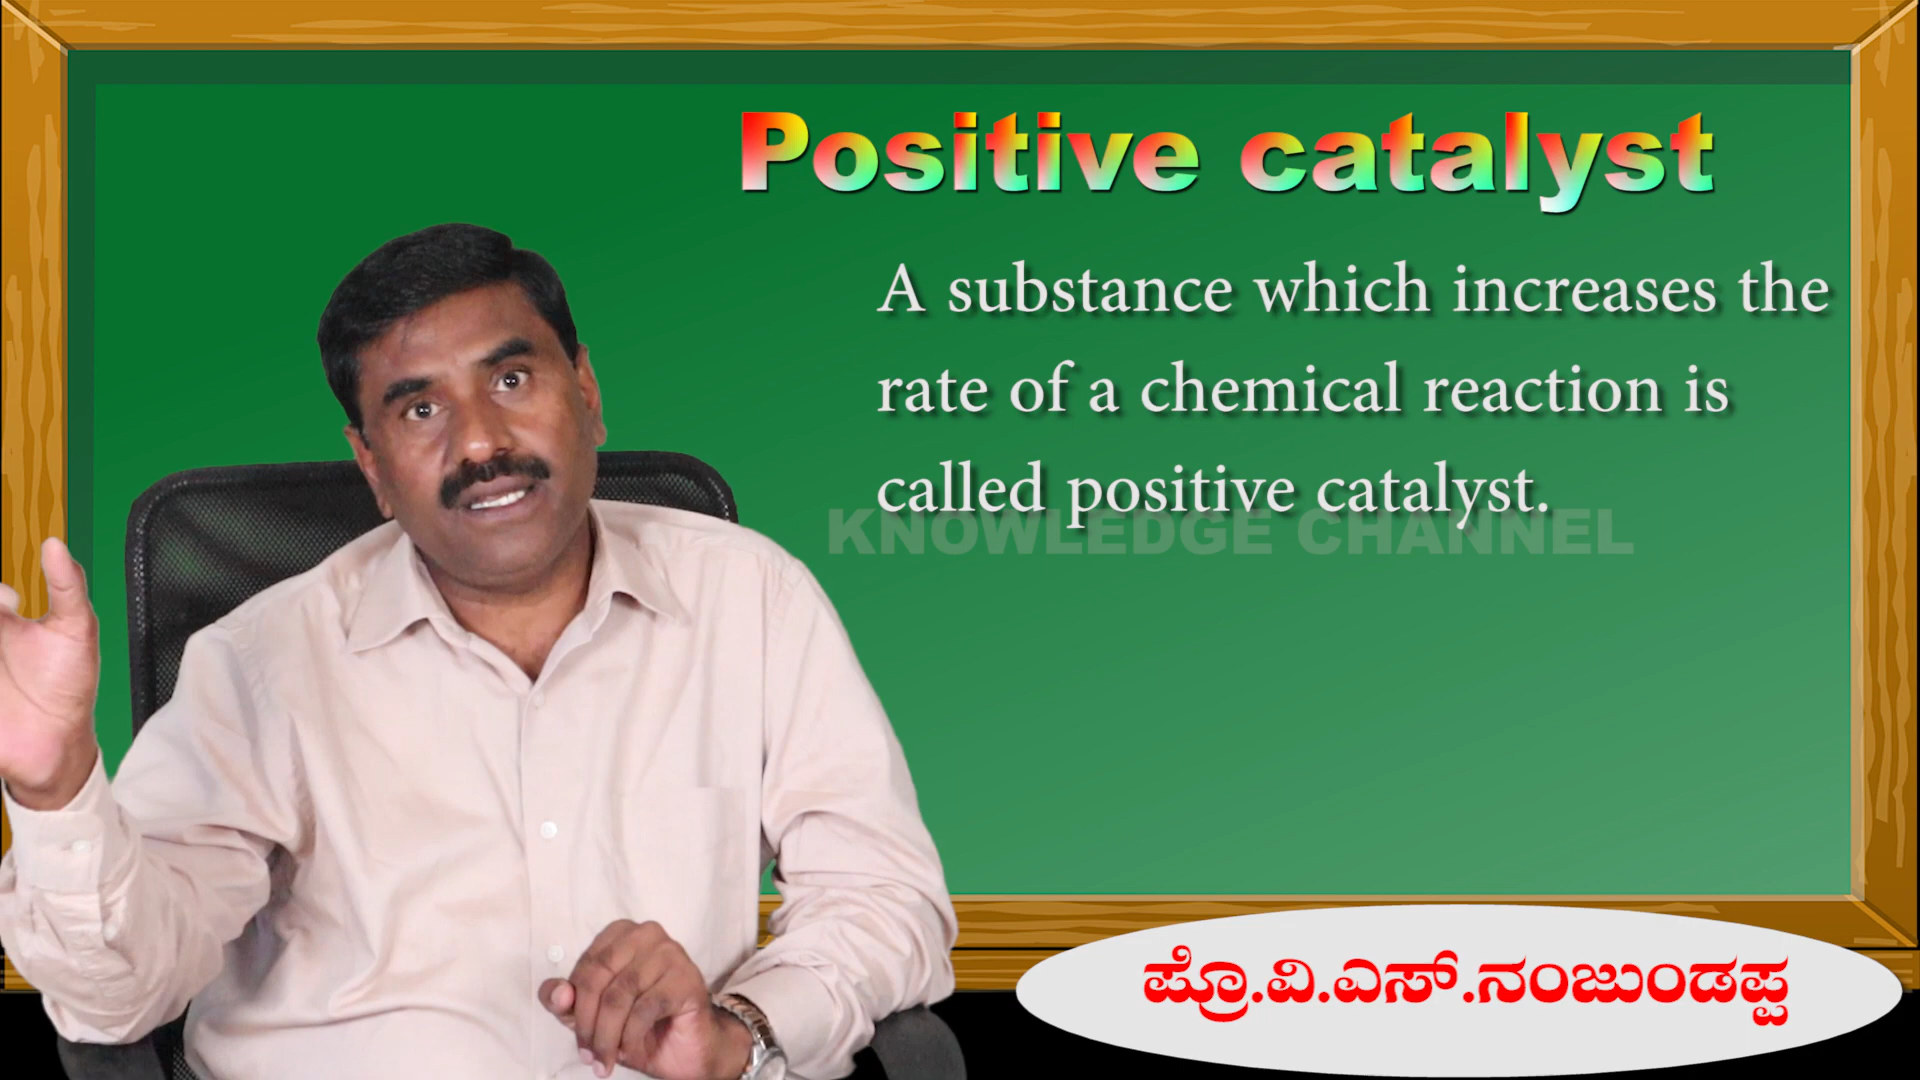 Positive catalyst
A substance which increases the
rate of a chemical reaction is
called positive catalyst.
KNOWLEDGE CHANNEL
ಪ್ರೊ.ವಿ.ಎಸ್.ನಂಜುಂಡಪ್ಪ